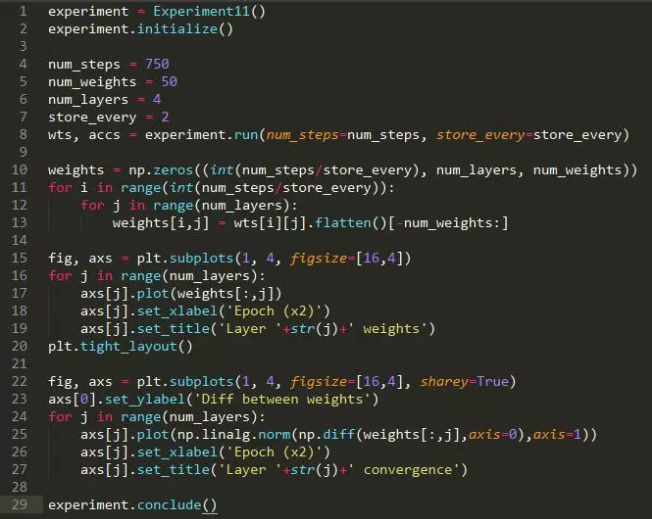 1 experiment = Experiment11()
2 experiment.initialize()
3
4 num_steps = 750
5 num_weights = 50
6 num_layers = 4
7 store_every = 2
8 wts, accs = experiment.run(num_steps=num_steps, store_every=store_every)
9
10 weights = np.zeros((int(num_steps/store_every), num_layers, num_weights))
11 for i in range(int(num_steps/store_every)):
12     for j in range(num_layers):
13         weights[i,j] = wts[i][j].flatten()[-num_weights:]
14
15 fig, axs = plt.subplots(1, 4, figsize=[16,4])
16 for j in range(num_layers):
17     axs[j].plot(weights[:,j])
18     axs[j].set_xlabel('Epoch (x2)')
19     axs[j].set_title('Layer '+str(j)+' weights')
20 plt.tight_layout()
21
22 fig, axs = plt.subplots(1, 4, figsize=[16,4], sharey=True)
23 axs[0].set_ylabel('Diff between weights')
24 for j in range(num_layers):
25     axs[j].plot(np.linalg.norm(np.diff(weights[:,j],axis=0),axis=1))
26     axs[j].set_xlabel('Epoch (x2)')
27     axs[j].set_title('Layer '+str(j)+' convergence')
28
29 experiment.conclude()